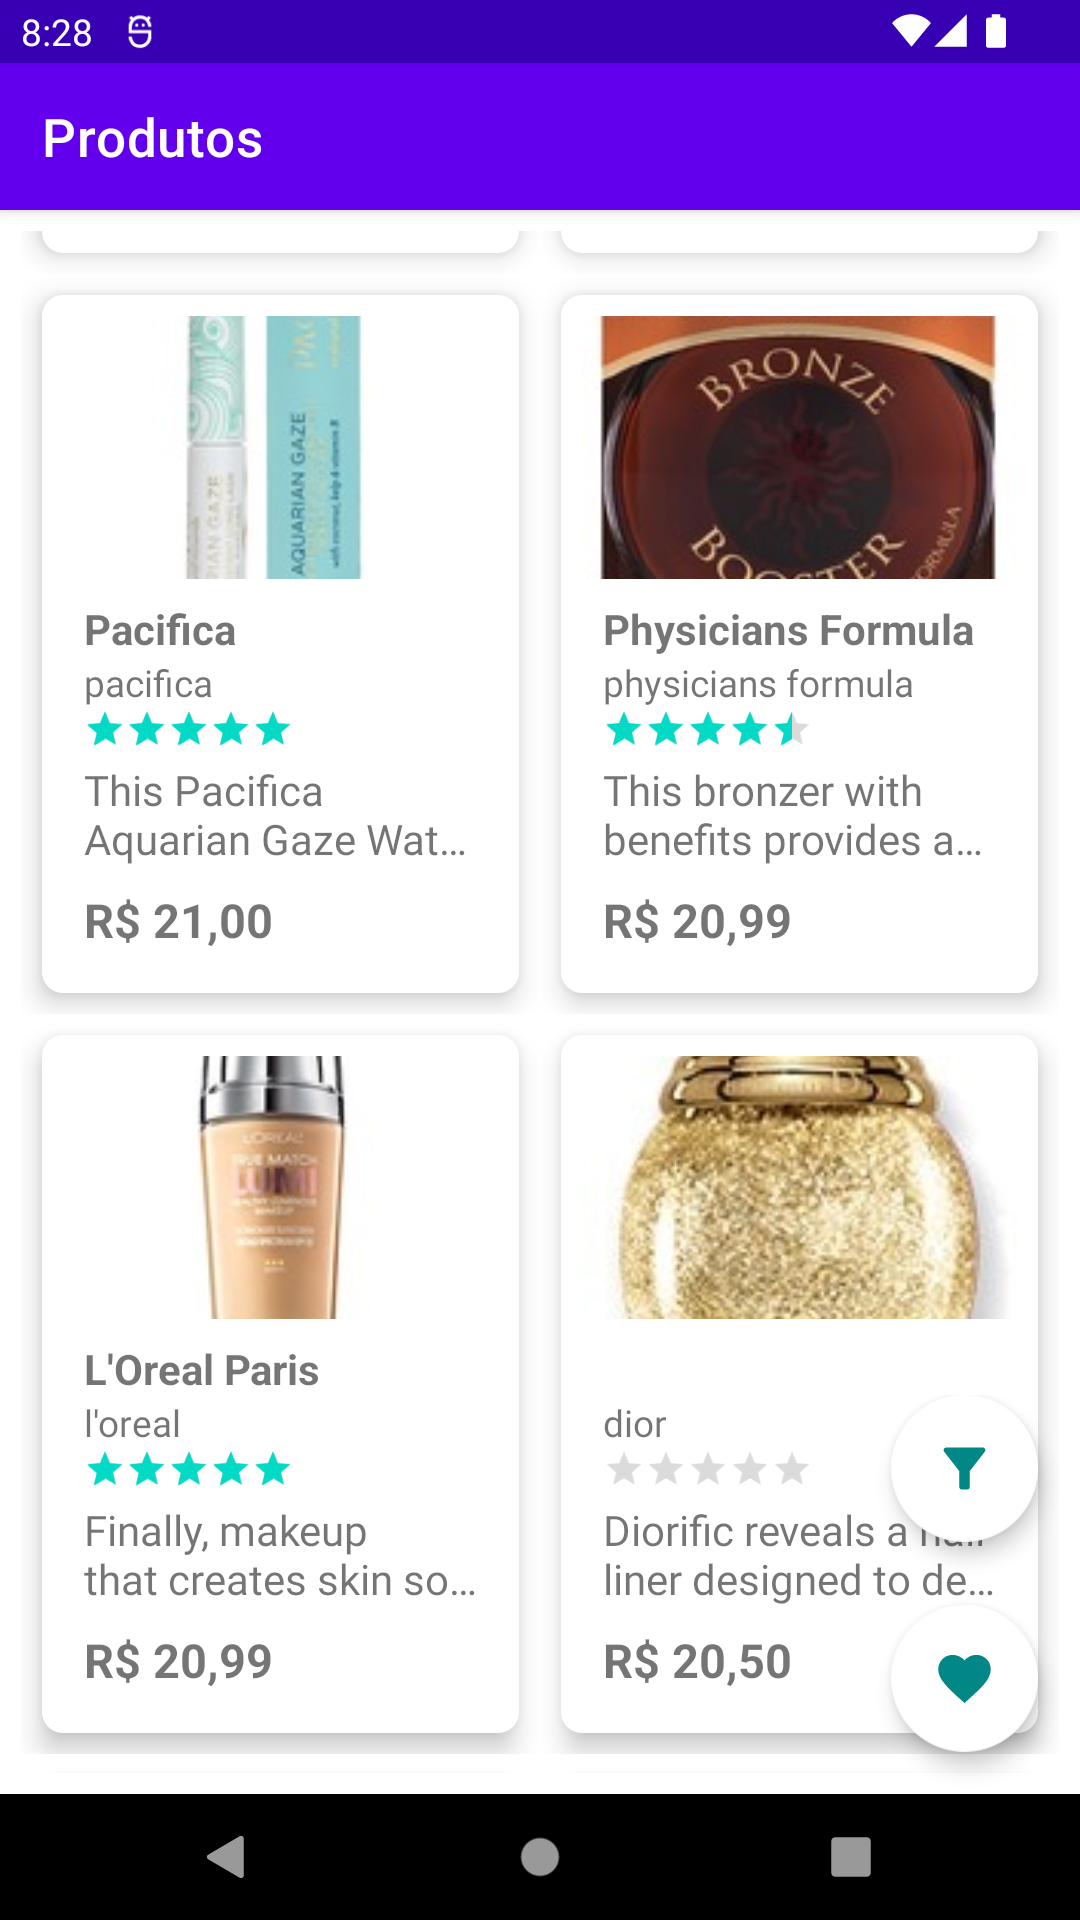 8:28
Produtos
AQUARIAN GAZE
BRONZE
BOOSTER
FORMULA
Pacifica
pacifica
This Pacifica
Aquarian Gaze Wat...
R$ 21,00
Physicians Formula
physicians formula
This bronzer with
benefits provides a...
R$ 20,99
L'OREAL
TRUE MATCH
LUMI
L'Oreal Paris
l'oreal
Finally, makeup
that creates skin so...
R$ 20,99
dior
Diorific reveals a nail
liner designed to de...
R$ 20,50